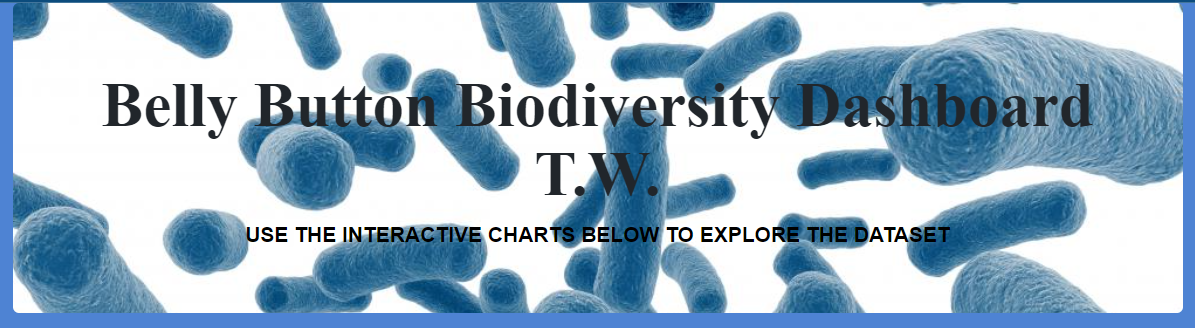 Belly Button Biodiversity Dashboard
T.W.
USE THE INTERACTIVE CHARTS BELOW TO EXPLORE THE DATASET